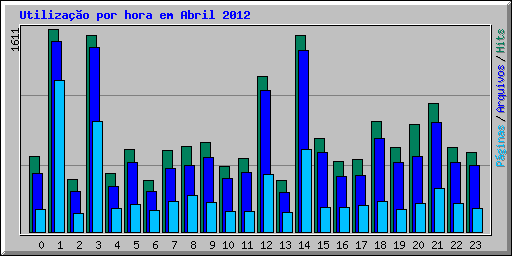 Utilização por hora em Abril 2012
1611
Páginas / Arquivos / Hits
0 1 2 3 4 5 6 7 8 9 10 11 12 13 14 15 16 17 18 19 20 21 22 23